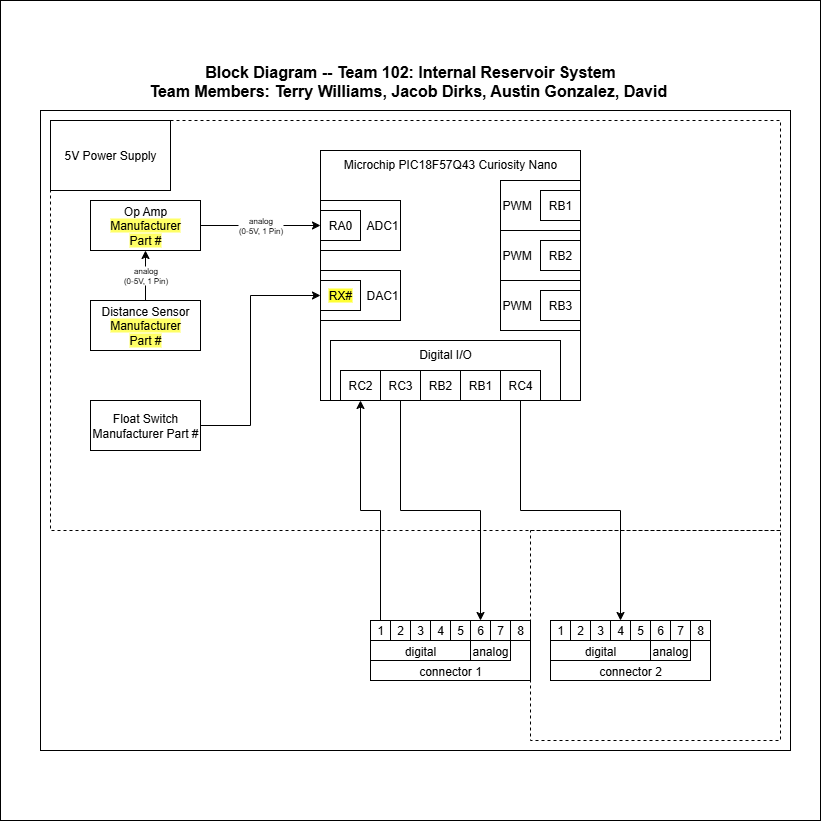 Block Diagram -- Team 102: Internal Reservoir System
Team Members: Terry Williams, Jacob Dirks, Austin Gonzalez, David
5V Power Supply
Microchip PIC18F57Q43 Curiosity Nano
Op Amp
Manufacturer
Part #
analog
(0-5V, 1 Pin)
RA0
ADC1
PWM
RB1
PWM
RB2
PWM
RB3
analog
(0-5V, 1 Pin)
Distance Sensor
Manufacturer
Part #
RX#
DAC1
Digital I/O
RC2
RC3
RB2
RB1
RC4
Float Switch
Manufacturer Part #
1 2 3 4 5 6 7 8
digital
analog
connector 1
1 2 3 4 5 6 7 8
digital
analog
connector 2